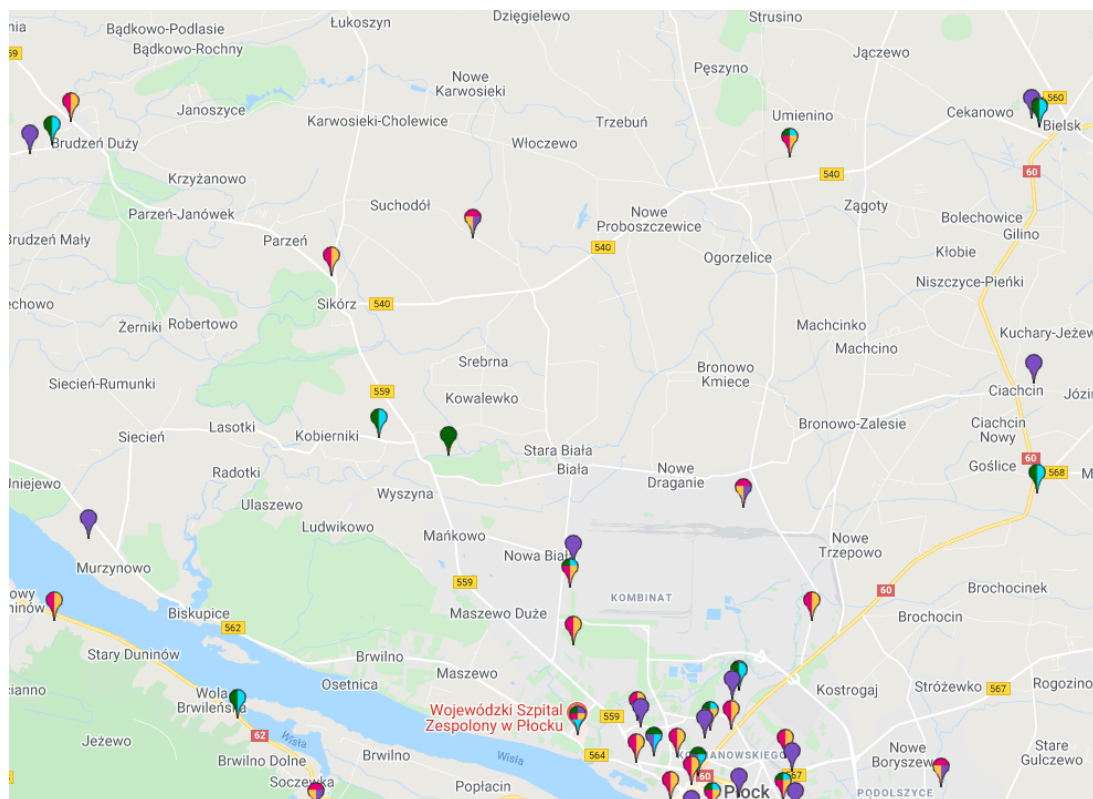 Dzięgielewo
Strusino
Łukoszyn
Bądkowo-Podlasie
Bądkowo-Rochny
Jączewo
Pęszyno
Nowe
Karwosieki
Janoszyce
Karwosieki-Cholewice
Trzebuń
Umienino
Cekanowo
560
Bielsk
Brudzeń Duży
Włoczewo
Krzyżanowo
540
60
Parzeń-Janówek
Suchodół
Nowe
Proboszczewice
Zągoty
Bolechowice
Gilino
Brudzeń Mały
Parzeń
540
Ogorzelice
Kłobie
Niszczyce-Pieńki
Sikórz
540
Żerniki
Robertowo
Machcinko
Machcino
Kuchary-Jeżew
Srebrna
Bronowo
Kmiece
Siecień-Rumunki
559
Kowalewko
Ciachcin
Józin
Siecień
Lasotki
Kobierniki
Bronowo-Zalesie
Ciachcin
Nowy
Stara Biała
Biała
60
Goślice
568
Radotki
Nowe
Draganie
Wyszyna
Ulaszewo
Ludwikowo
Mańkowo
Nowe
Trzepowo
Nowa Biała
Murzynowo
559
KOMBINAT
60
Brochocinek
Biskupice
Maszewo Duże
Brochocin
562
Stary Duninów
Brwilno
Maszewo
Osetnica
Kostrogaj
Stróżewko
567
Rogozino
Wola
Brwileńska
Wojewódzki Szpital
Zespolony w Płocku
559
62
Wisła
Jeżewo
Brwilno Dolne
Brwilno
Wisła
564
Nowe
Boryszewo
Stare
Gulczewo
Soczewka
Popłacin
60
Płock
PODOLSZYCE